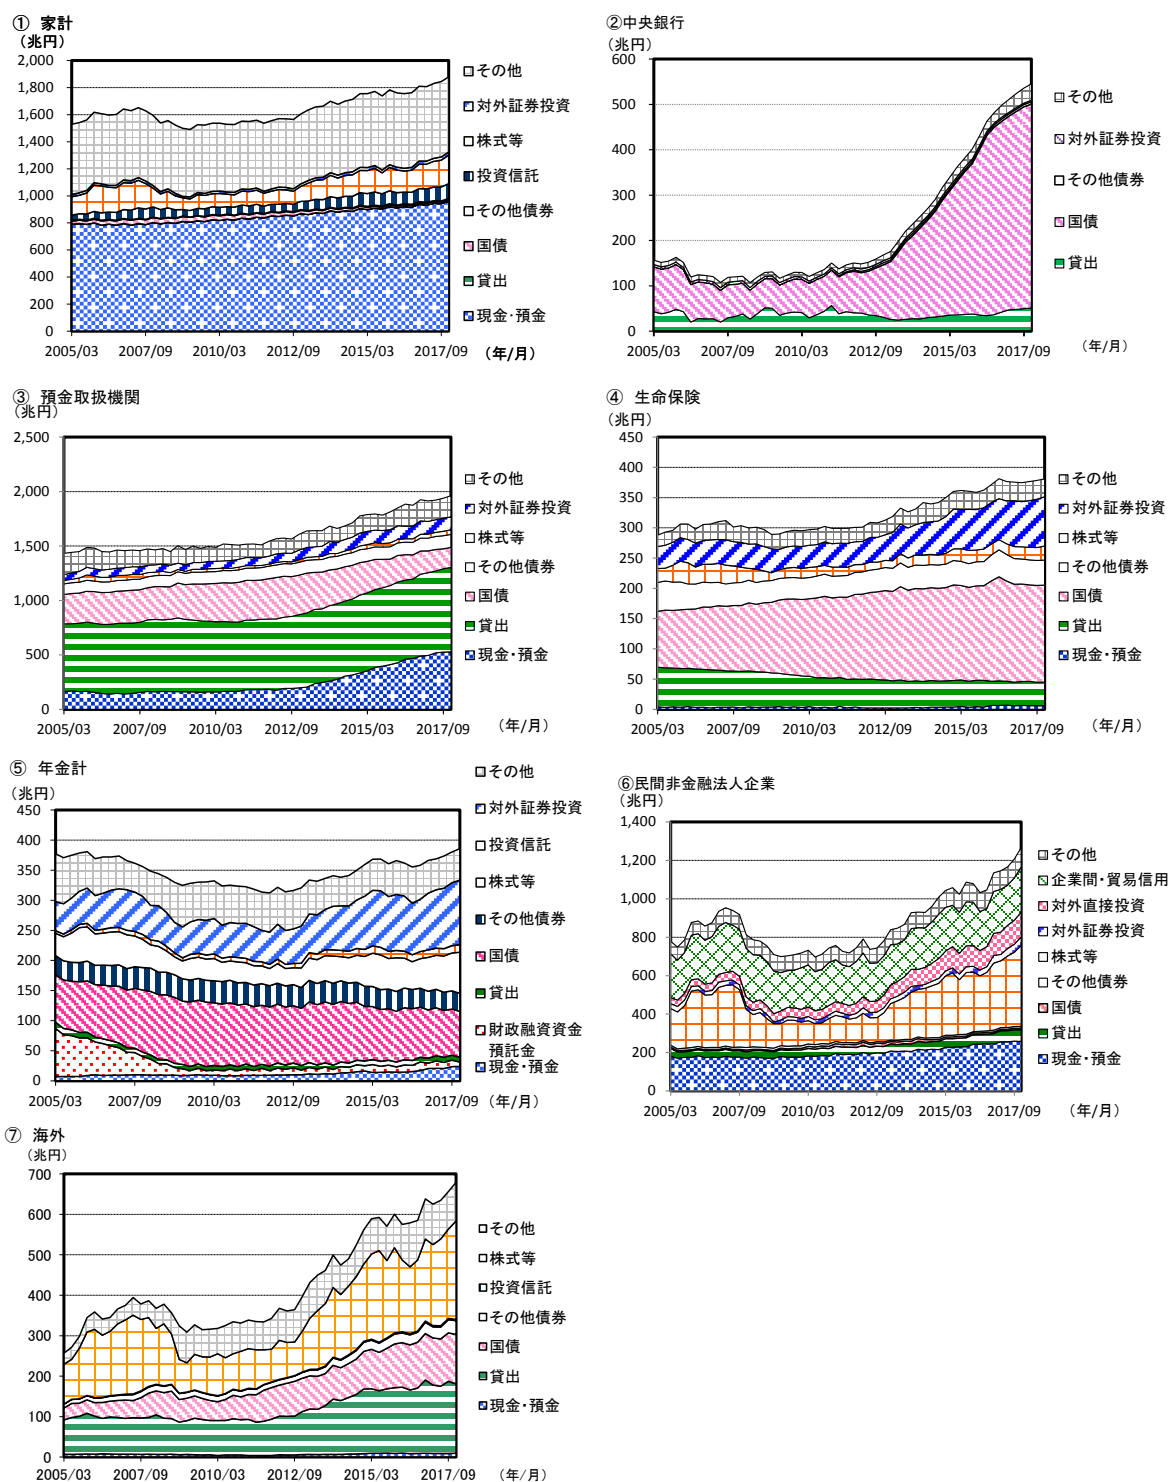 ① 家計
(兆円)
2,000
1,800
1,600
1,400
1,200
1,000
800
600
400
200
0
2005/03 2007/09 2010/03 2012/09 2015/03 2017/09 (年/月)
その他
対外証券投資
株式等
投資信託
その他債券
国債
貸出
現金・預金
②中央銀行
(兆円)
600
500
400
300
200
100
0
2005/03 2007/09 2010/03 2012/09 2015/03 2017/09 (年/月)
その他
対外証券投資
その他債券
国債
貸出
③ 預金取扱機関
(兆円)
2,500
2,000
1,500
1,000
500
0
2005/03 2007/09 2010/03 2012/09 2015/03 2017/09 (年/月)
その他
対外証券投資
株式等
その他債券
国債
貸出
現金・預金
④ 生命保険
(兆円)
450
400
350
300
250
200
150
100
50
0
2005/03 2007/09 2010/03 2012/09 2015/03 2017/09 (年/月)
その他
対外証券投資
株式等
その他債券
国債
貸出
現金・預金
⑤ 年金計
(兆円)
450
400
350
300
250
200
150
100
50
0
2005/03 2007/09 2010/03 2012/09 2015/03 2017/09 (年/月)
その他
対外証券投資
投資信託
株式等
その他債券
国債
貸出
財政融資資金
預託金
現金・預金
⑥民間非金融法人企業
(兆円)
1,400
1,200
1,000
800
600
400
200
0
2005/03 2007/09 2010/03 2012/09 2015/03 2017/09 (年/月)
その他
企業間・貿易信用
対外直接投資
対外証券投資
株式等
その他債券
国債
貸出
現金・預金
⑦ 海外
(兆円)
700
600
500
400
300
200
100
0
2005/03 2007/09 2010/03 2012/09 2015/03 2017/09 (年/月)
その他
株式等
投資信託
その他債券
国債
貸出
現金・預金